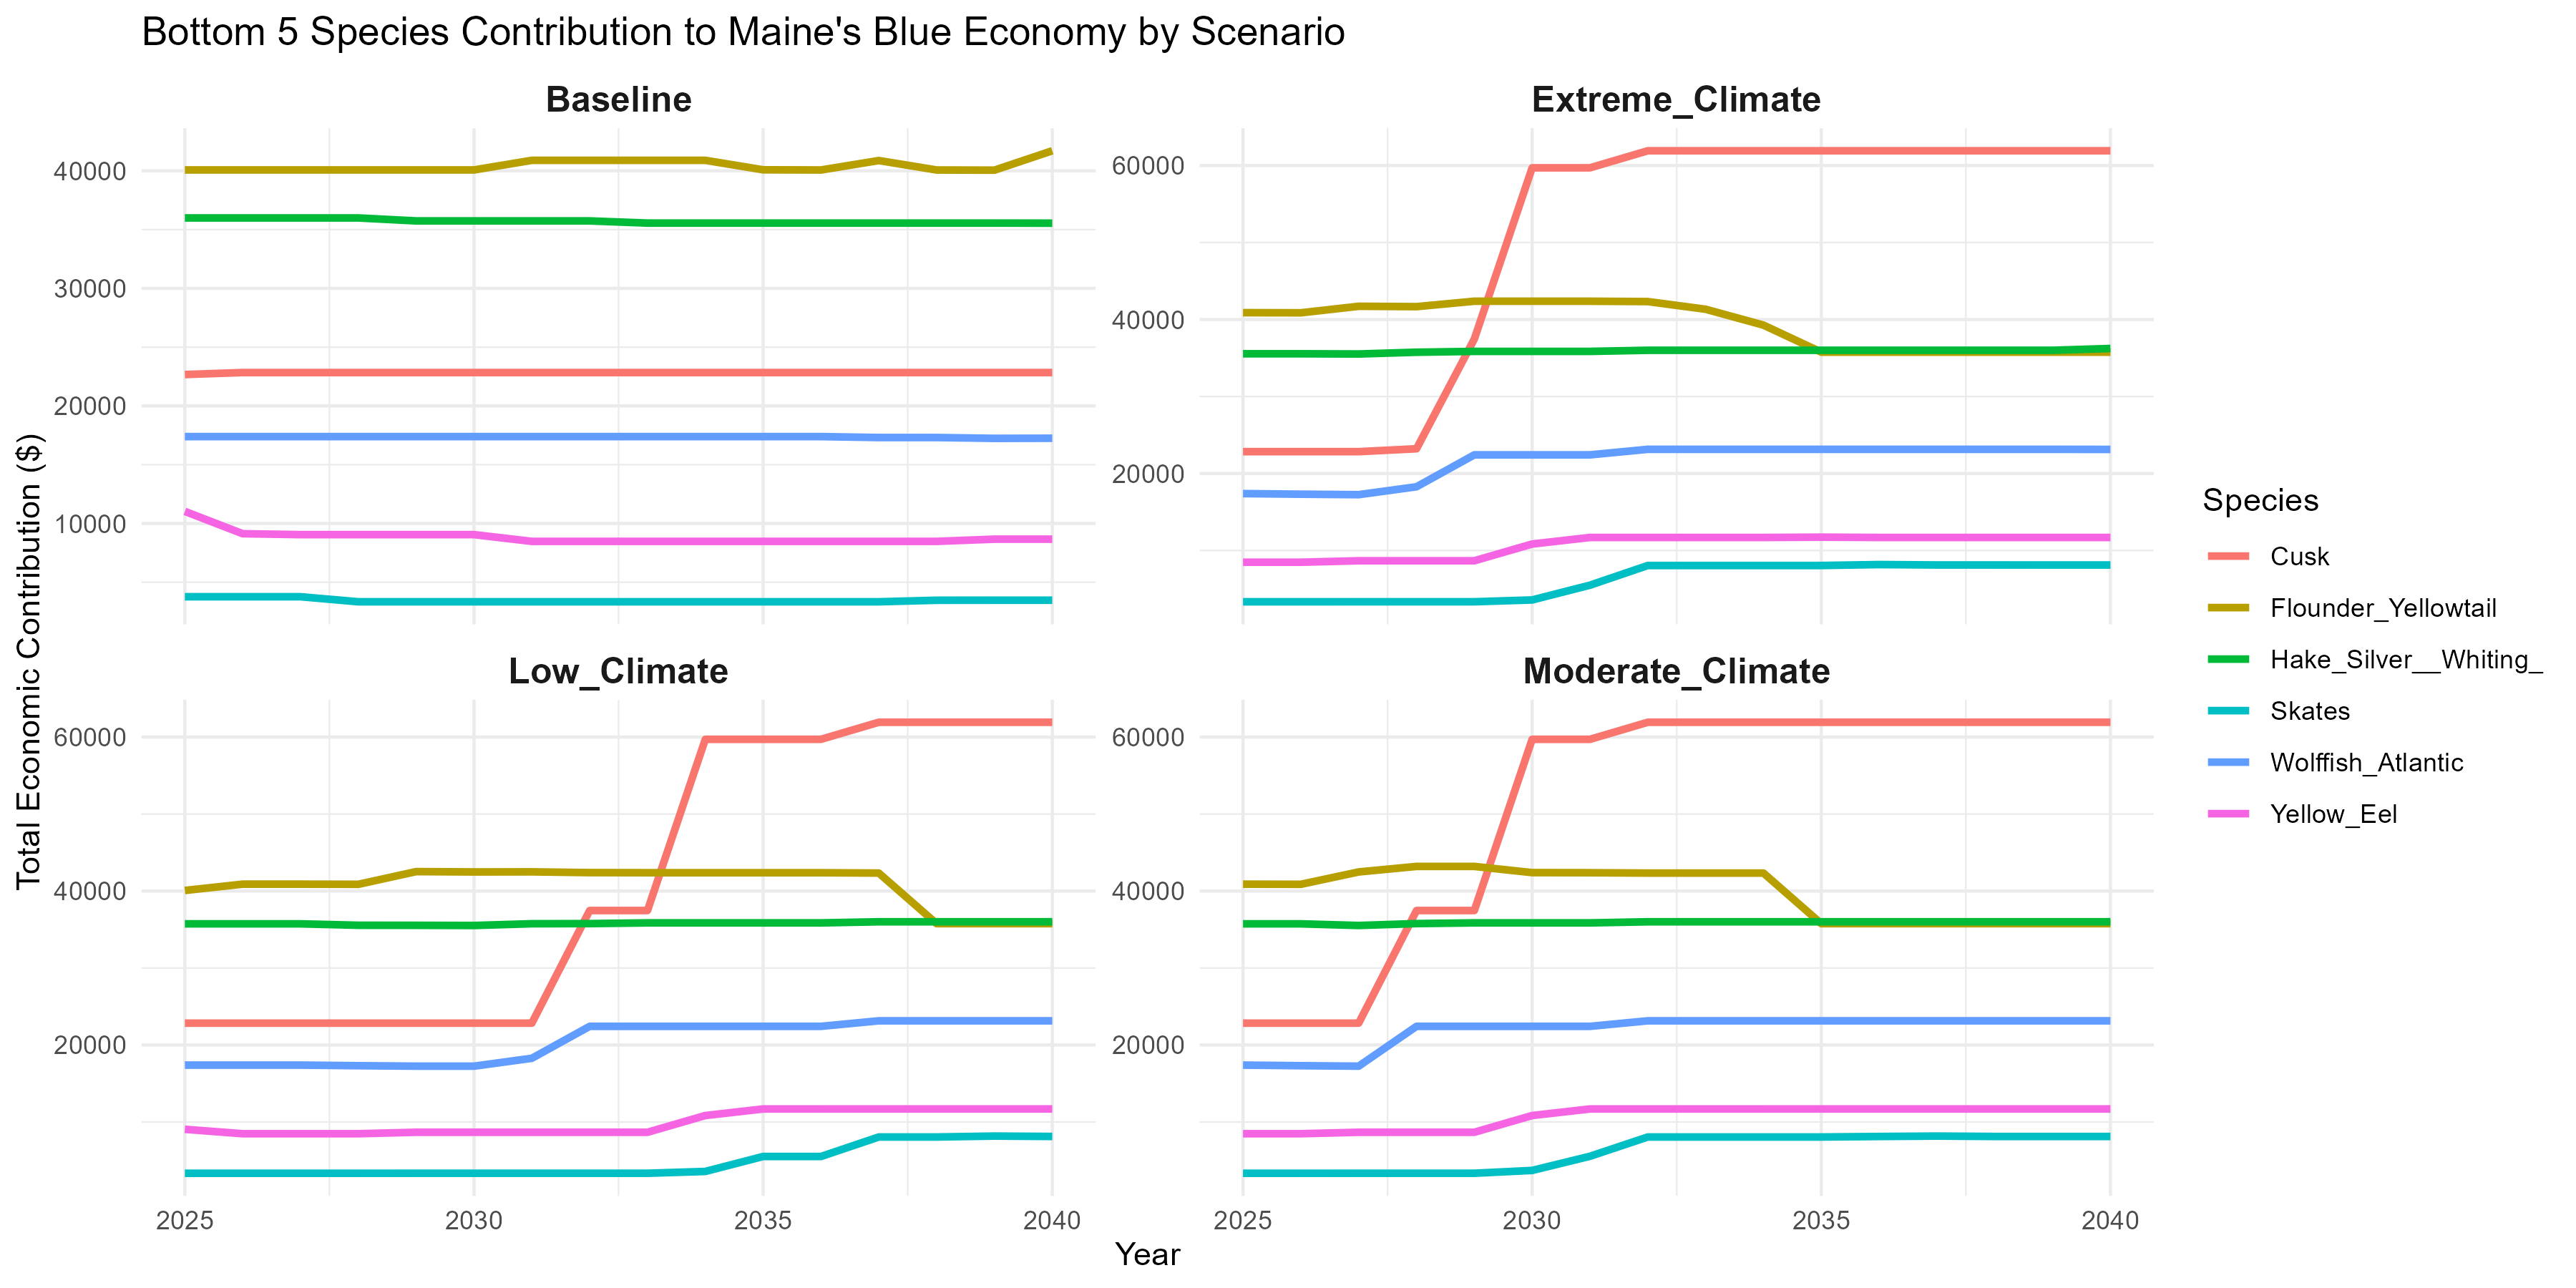 Bottom 5 Species Contribution to Maine's Blue Economy by Scenario
Baseline
Extreme_Climate
40000
30000
20000
10000
60000
40000
20000
Low_Climate
Moderate_Climate
60000
40000
20000
60000
40000
20000
2025 2030 2035 2040
2025 2030 2035 2040
Year
Total Economic Contribution ($)
Species
Cusk
Flounder_Yellowtail
Hake_Silver__Whiting_
Skates
Wolffish_Atlantic
Yellow_Eel